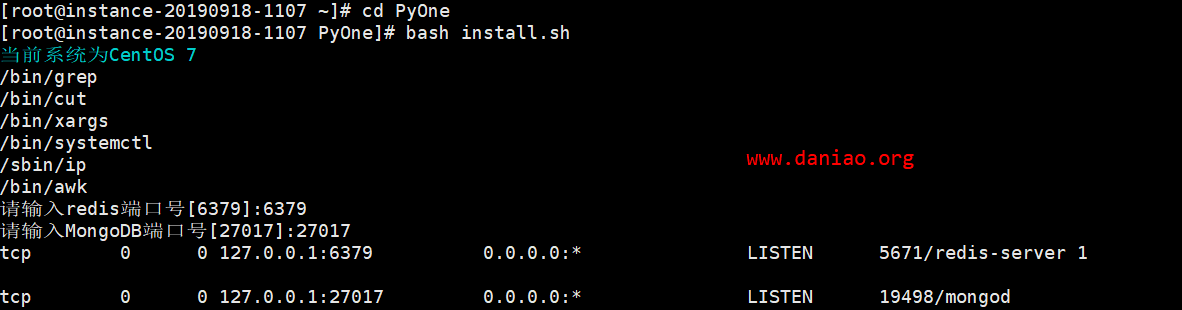 [root@instance-20190918-1107 ~]# cd PyOne
[root@instance-20190918-1107 PyOne]# bash install.sh
当前系统为CentOS 7
/bin/grep
/bin/cut
/bin/xargs
/bin/systemctl
www.daniao.org
/sbin/ip
/bin/awk
请输入redis端口号[6379]:6379
请输入MongoDB端口号[27017]:27017
tcp        0      0 127.0.0.1:6379          0.0.0.0:*               LISTEN      5671/redis-server 1
tcp        0      0 127.0.0.1:27017         0.0.0.0:*               LISTEN      19498/mongod